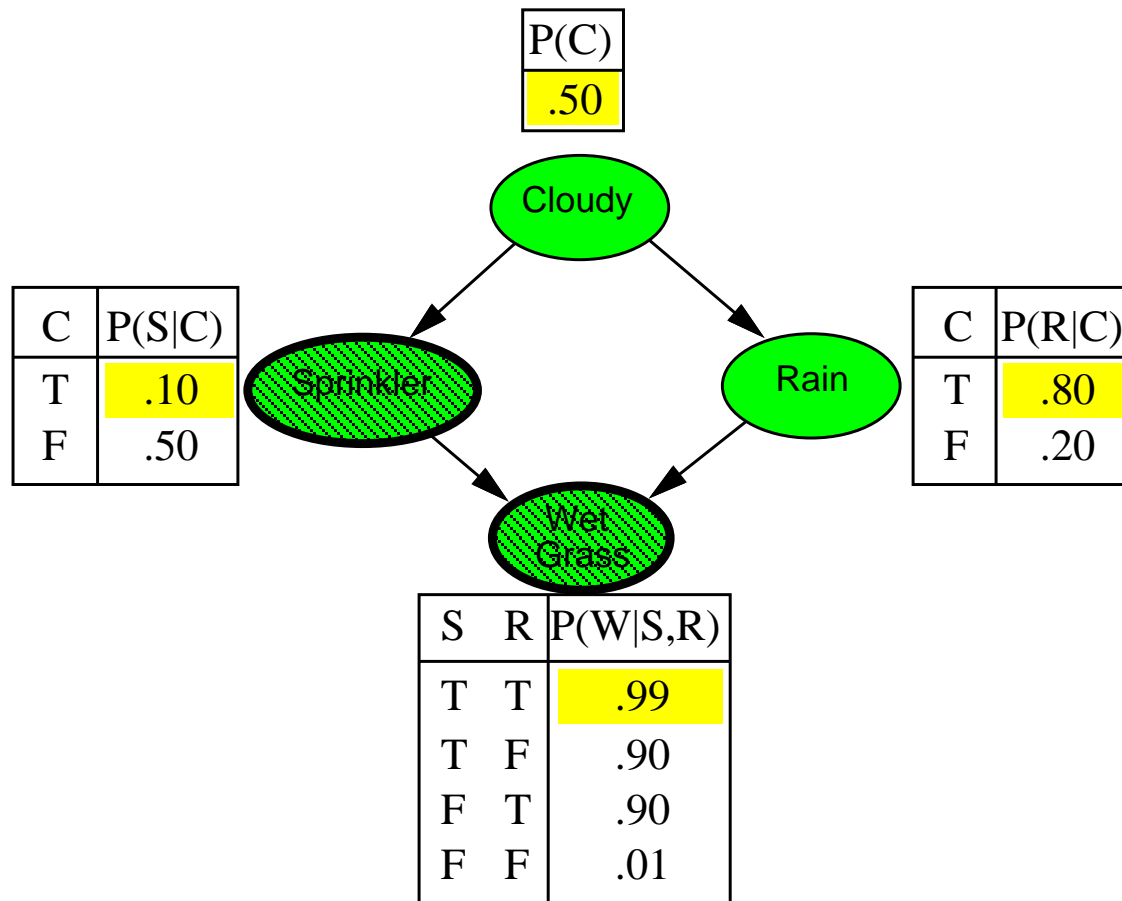 P(C)
.50
Cloudy
C P(S|C)
T .10
F .50
Sprinkler
Rain
C P(R|C)
T .80
F .20
Wet
Grass
S R P(W|S,R)
T T .99
T F .90
F T .90
F F .01